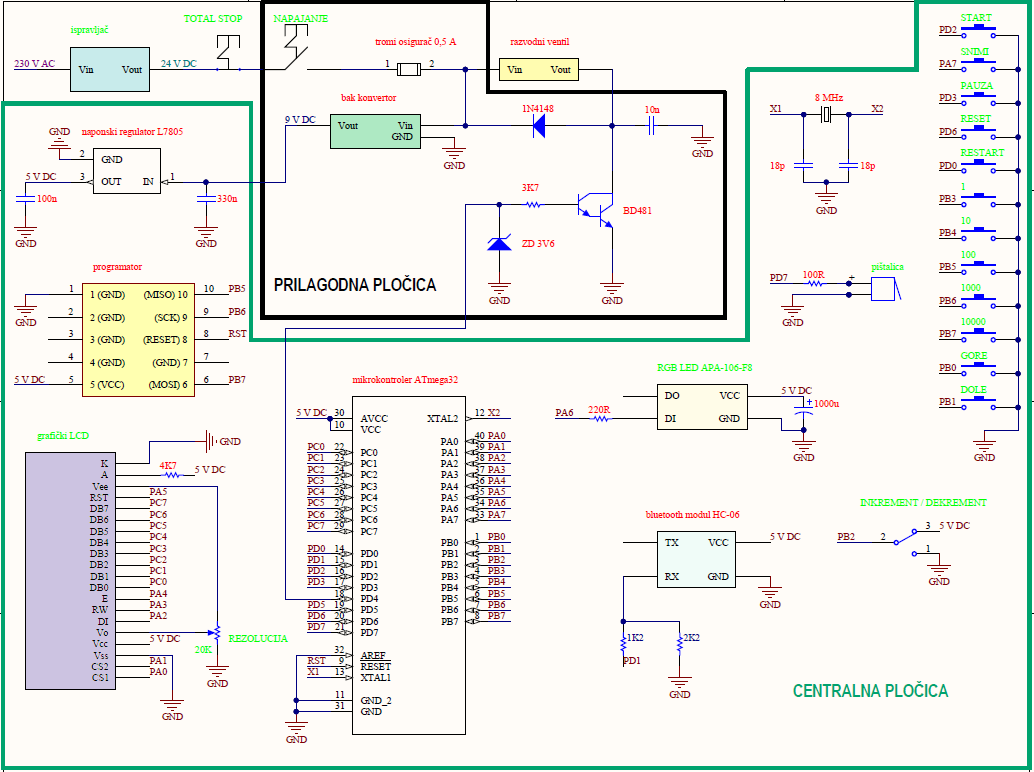 TOTAL STOP
NAPAJANJE
ispravljač
230 V AC
Vin
Vout
24 V DC
tromi osigurač 0,5 A
1
2
razvodni ventil
Vin
Vout
bak konvertor
9 V DC
Vout
Vin
GND
GND
1N4148
10n
GND
3K7
BD481
ZD 3V6
GND
GND
PRILAGODNA PLOČICA
GND
naponski regulator L7805
2
GND
5 V DC
3
OUT
IN
1
100n
330n
GND
GND
programator
1
1 (GND)
(MISO) 10
10
PB5
2
2 (GND)
(SCK) 9
9
PB6
3
3 (GND)
(RESET) 8
8
RST
4
4 (GND)
(GND) 7
7
5 V DC
5
5 (VCC)
(MOSI) 6
6
PB7
GND
X1
8 MHz
X2
18p
18p
GND
START
PD2
SNIMI
PA7
PAUZA
PD3
RESET
PD6
RESTART
PD0
1
PB3
10
PB4
100
PB5
1000
PB6
10000
PB7
GORE
PB0
DOLE
PB1
GND
pištalica
PD7
100R
+
GND
grafički LCD
K
GND
A
4K7
5 V DC
Vee
RST
PA5
DB7
PC7
DB6
PC6
DB5
PC5
DB4
PC4
DB3
PC3
DB2
PC2
DB1
PC1
DB0
PC0
E
PA4
RW
PA3
DI
PA2
Vo
Vcc
5 V DC
Vss
CS2
PA1
CS1
PA0
20K
REZOLUCIJA
GND
GND
mikrokontroler ATmega32
5 V DC
30
AVCC
10
VCC
XTAL2
12
X2
PC0
22
PC0
PC1
23
PC1
PC2
24
PC2
PC3
25
PC3
PC4
26
PC4
PC5
27
PC5
PC6
28
PC6
PC7
29
PC7
PA0
40
PA0
PA1
39
PA1
PA2
38
PA2
PA3
37
PA3
PA4
36
PA4
PA5
35
PA5
PA6
34
PA6
PA7
33
PA7
PD0
14
PD0
PD1
15
PD1
PD2
16
PD2
PD3
17
PD3
18
PD4
PD5
19
PD5
PD6
20
PD6
PD7
21
PD7
PB0
1
PB0
PB1
2
PB1
PB2
3
PB2
PB3
4
PB3
PB4
5
PB4
PB5
6
PB5
PB6
7
PB6
PB7
8
PB7
32
AREF
RST
9
RESET
X1
13
XTAL1
11
GND_2
31
GND
GND
RGB LED APA-106-F8
PA6
220R
DO
VCC
DI
GND
5 V DC
+
1000u
GND
bluetooth modul HC-06
TX
VCC
RX
GND
5 V DC
GND
1K2
PD1
2K2
GND
INKREMENT / DEKREMENT
PB2
2
3
5 V DC
1
GND
CENTRALNA PLOČICA